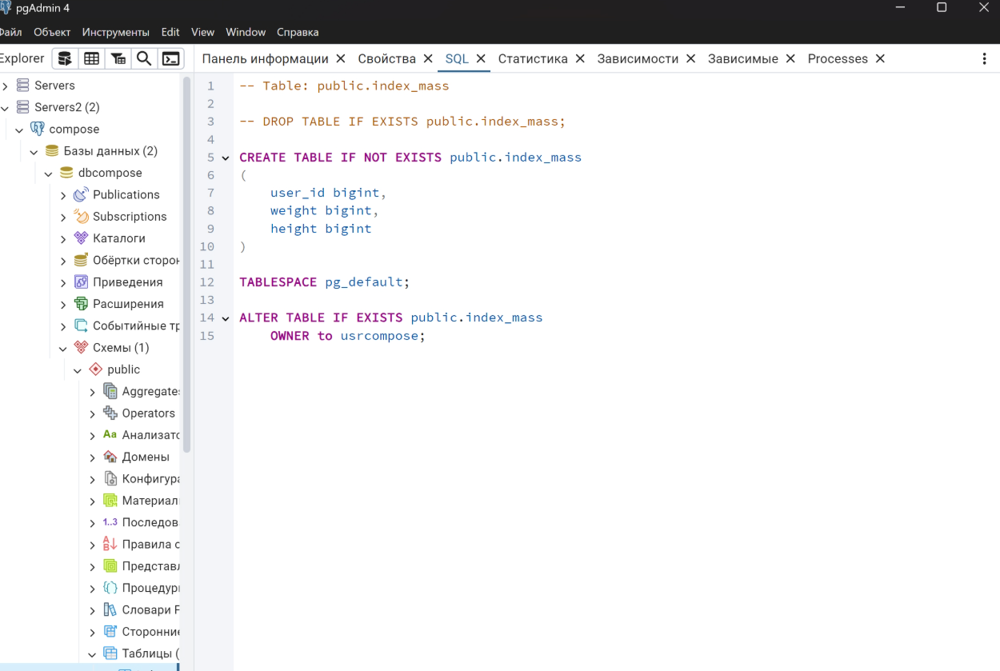 pgAdmin 4
Объект Инструменты Edit View Window Справка
Explorer
Панель информации Свойства SQL Статистика Зависимости Зависимые Processes
Servers
Servers2 (2)
compose
Базы данных (2)
dbcompose
Publications
Subscriptions
Каталоги
Обёртки сторон
Приведения
Расширения
Событийные тр
Схемы (1)
public
Aggregates
Operators
Анализато
Домены
Конфигура
Материал
Последов
Правила с
Представл
Процедур
Словари F
Сторонние
Таблицы (
1 -- Table: public.index_mass
2
3 -- DROP TABLE IF EXISTS public.index_mass;
4
5 CREATE TABLE IF NOT EXISTS public.index_mass
6 (
7 user_id bigint,
8 weight bigint,
9 height bigint
10 )
11
12 TABLESPACE pg_default;
13
14 ALTER TABLE IF EXISTS public.index_mass
15 OWNER to usrcompose;